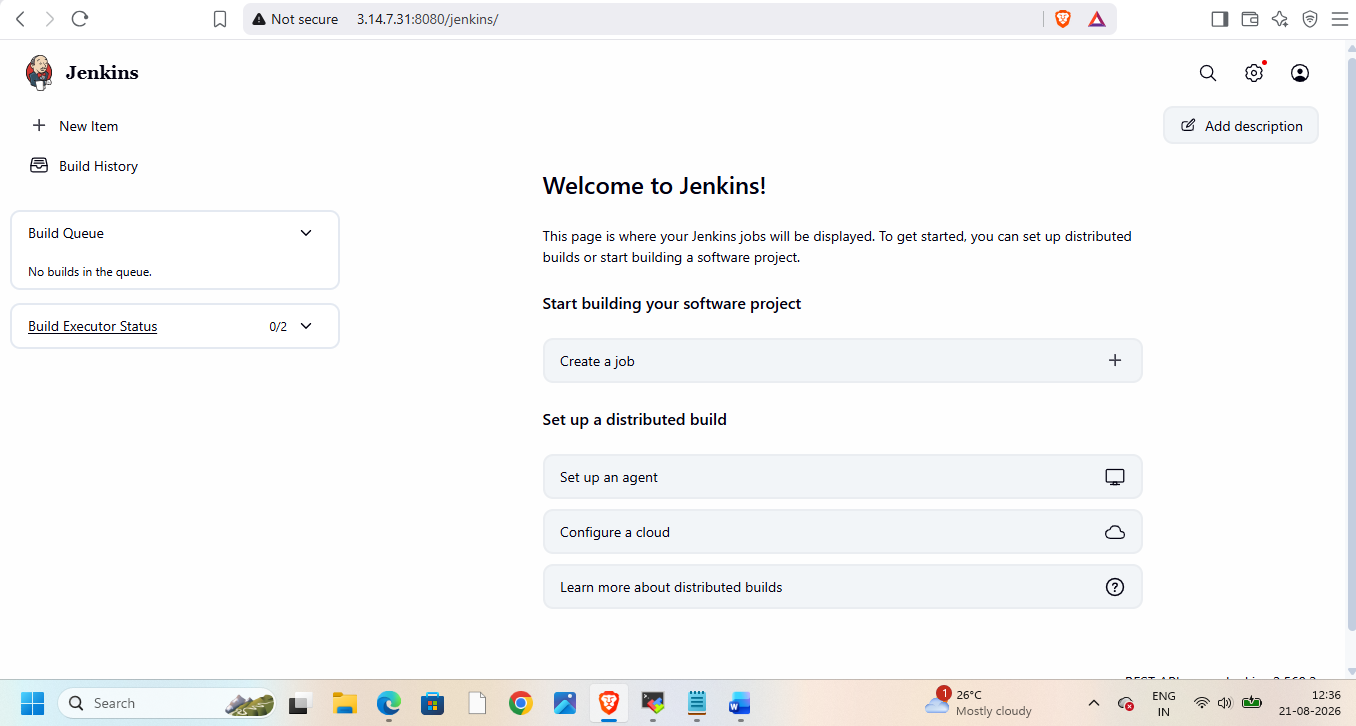 Not secure 3.14.7.31:8080/jenkins/
Jenkins
New Item
Add description
Build History
Welcome to Jenkins!
Build Queue
This page is where your Jenkins jobs will be displayed. To get started, you can set up distributed
builds or start building a software project.
No builds in the queue.
Start building your software project
Build Executor Status 0/2
Create a job
Set up a distributed build
Set up an agent
Configure a cloud
Learn more about distributed builds
Search
1
26°C
Mostly cloudy
ENG
IN
12:36
21-08-2026